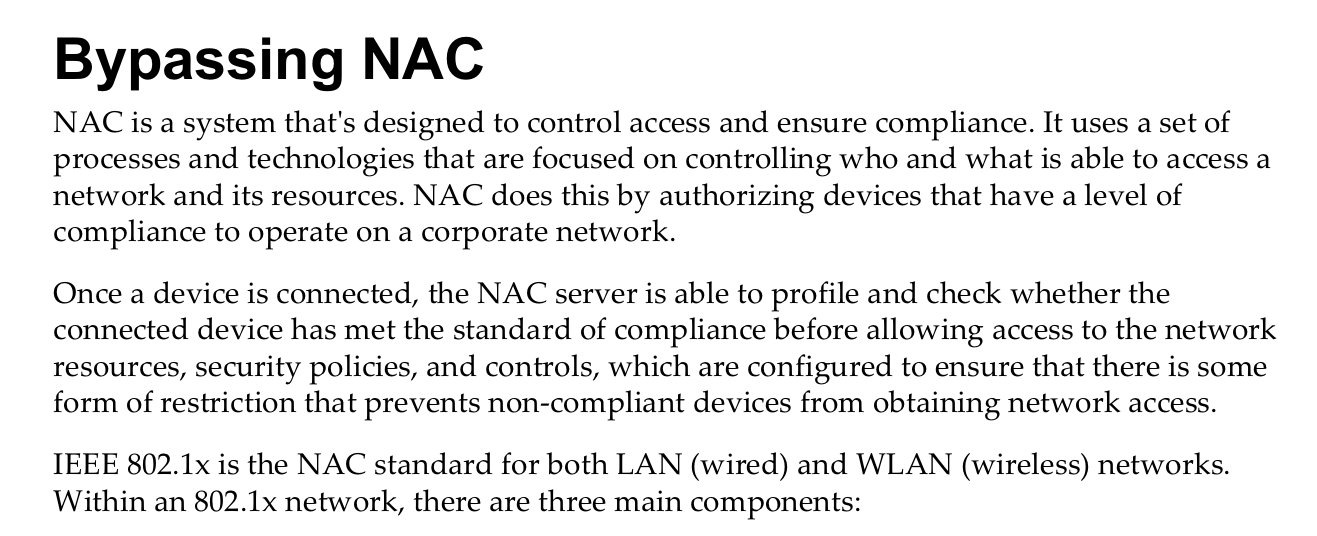 Bypassing NAC
NAC is a system that's designed to control access and ensure compliance. It uses a set of
processes and technologies that are focused on controlling who and what is able to access a
network and its resources. NAC does this by authorizing devices that have a level of
compliance to operate on a corporate network.
Once a device is connected, the NAC server is able to profile and check whether the
connected device has met the standard of compliance before allowing access to the network
resources, security policies, and controls, which are configured to ensure that there is some
form of restriction that prevents non-compliant devices from obtaining network access.
IEEE 802.1x is the NAC standard for both LAN (wired) and WLAN (wireless) networks.
Within an 802.1x network, there are three main components: